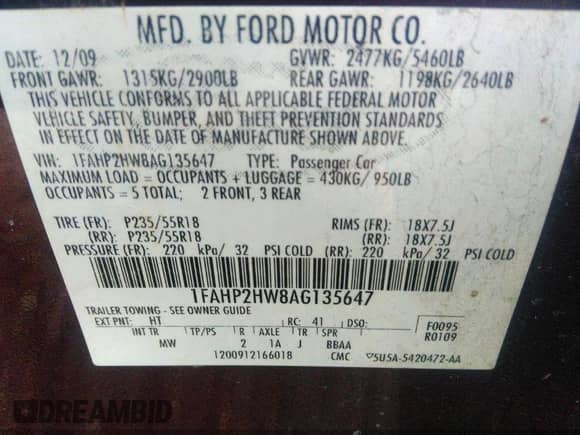 MFD. BY FORD MOTOR CO.
DATE: 12/09 GVWR: 2477KG/5460LB
FRONT GAWR: 1315KG/2900LB REAR GAWR: 1198KG/2640LB
THIS VEHICLE CONFORMS TO ALL APPLICABLE FEDERAL MOTOR
VEHICLE SAFETY, BUMPER, AND THEFT PREVENTION STANDARDS
IN EFFECT ON THE DATE OF MANUFACTURE SHOWN ABOVE.
VIN: 1FAHP2HW8AG135647 TYPE: Passenger Car
MAXIMUM LOAD = OCCUPANTS + LUGGAGE = 430KG/ 950LB
OCCUPANTS = 5 TOTAL; 2 FRONT, 3 REAR
TIRE (FR): P235/55R18 RIMS (FR): 18X7.5J
(RR): P235/55R18 (RR): 18X7.5J
PRESSURE (FR): 220 kPa/ 32 PSI COLD (RR): 220 kPa/ 32 PSI COLD
1FAHP2HW8AG135647
TRAILER TOWING - SEE OWNER GUIDE
EXT PNT: HT RC: 41 DSO: F0095
INT TR TP/PS R AXLE TR SPR R0109
MW 2 1A J BBAA
1200912166018 CMC 5U5A-5420472-AA
DREAMBID